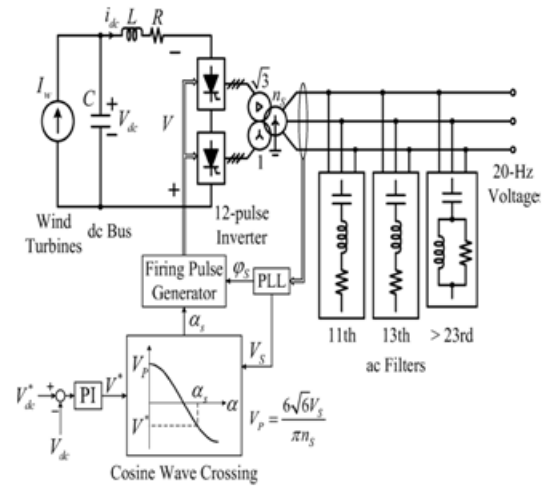 i_dc L R
−
√3
n_s
I_w
C
+
V_dc
−
V
1
+
20-Hz
Voltage
Wind
Turbines
dc Bus
12-pulse
Inverter
Firing Pulse
Generator
φ_S
PLL
11th
13th
> 23rd
ac Filters
α_s
V_S
V_P
α_s
α
V*
V*_dc
+
−
PI
V*
V_dc
V_P = 6√6V_S / πn_S
Cosine Wave Crossing